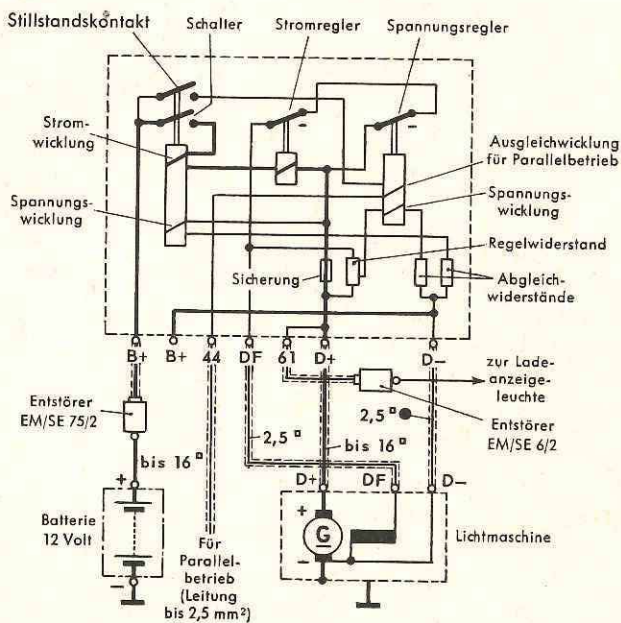 Stillstandskontakt
Schalter
Stromregler
Spannungsregler
Strom-
wicklung
Ausgleichwicklung
für Parallelbetrieb
Spannungs-
wicklung
Spannungs-
wicklung
Regelwiderstand
Sicherung
Abgleich-
widerstände
B+ B+ 44 DF 61 D+ D-
zur Lade-
anzeige-
leuchte
Entstörer
EM/SE 75/2
2,5
2,5
Entstörer
EM/SE 6/2
bis 16
bis 16
D+ DF D-
+
Batterie
12 Volt
-
+
G
-
Lichtmaschine
Für
Parallel-
betrieb
(Leitung
bis 2,5 mm²)